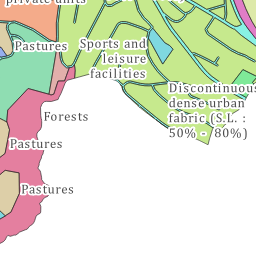 private units
Pastures
Sports and
leisure
facilities
Discontinuous
dense urban
fabric (S.L. :
50% - 80%)
Forests
Pastures
Pastures